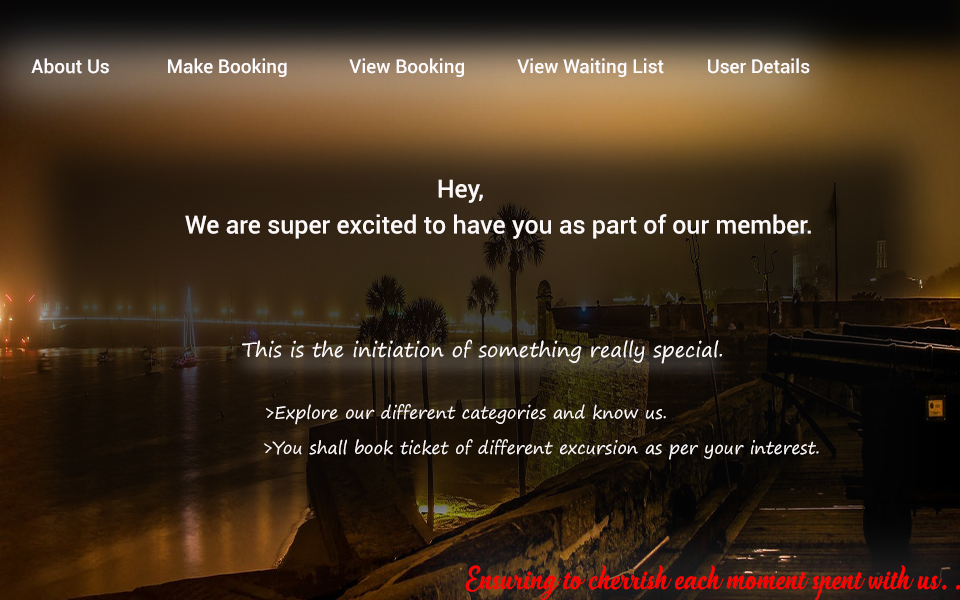 About Us Make Booking View Booking View Waiting List User Details
Hey,
We are super excited to have you as part of our member.
This is the initiation of something really special.
>Explore our different categories and know us.
>You shall book ticket of different excursion as per your interest.
Ensuring to cherrish each moment spent with us. .